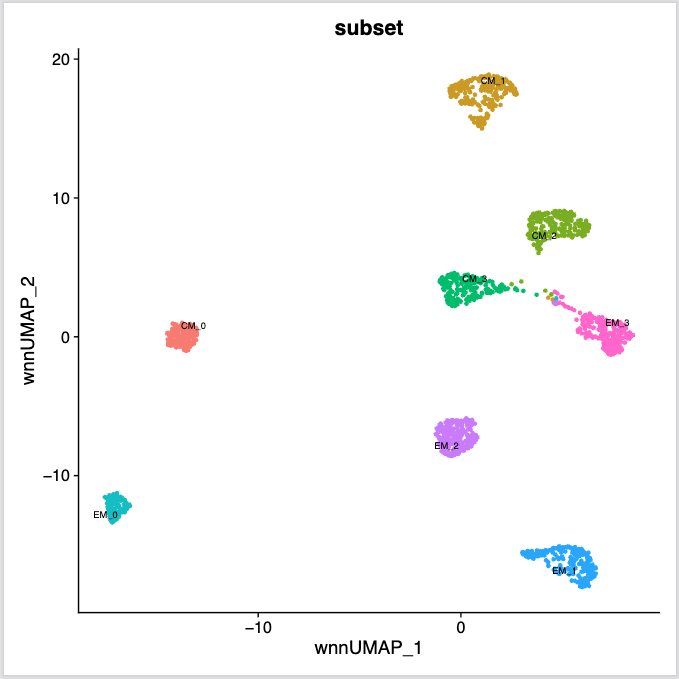 subset
20
10
0
−10
−10
0
wnnUMAP_2
wnnUMAP_1
CM_1
CM_2
CM_3
EM_3
CM_0
EM_2
EM_0
EM_1